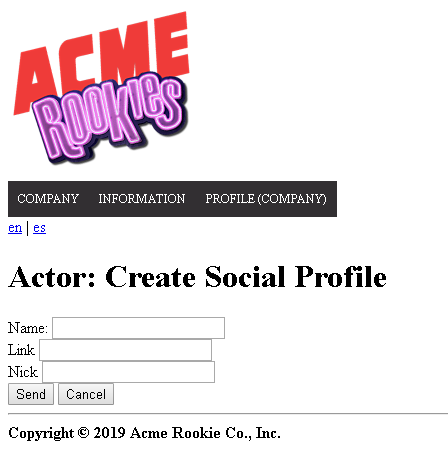 ACME
Rookies
COMPANY INFORMATION PROFILE (COMPANY)
en | es
Actor: Create Social Profile
Name:
Link
Nick
Send Cancel
Copyright © 2019 Acme Rookie Co., Inc.